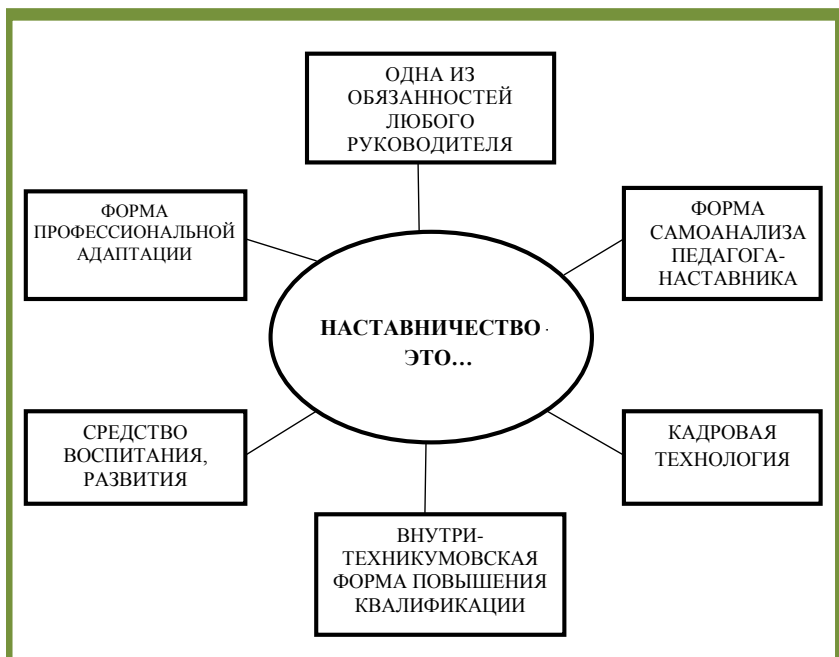 ОДНА ИЗ
ОБЯЗАННОСТЕЙ
ЛЮБОГО
РУКОВОДИТЕЛЯ
ФОРМА
ПРОФЕССИОНАЛЬНОЙ
АДАПТАЦИИ
ФОРМА
САМОАНАЛИЗА
ПЕДАГОГА-
НАСТАВНИКА
НАСТАВНИЧЕСТВО -
ЭТО…
СРЕДСТВО
ВОСПИТАНИЯ,
РАЗВИТИЯ
КАДРОВАЯ
ТЕХНОЛОГИЯ
ВНУТРИ-
ТЕХНИКУМОВСКАЯ
ФОРМА ПОВЫШЕНИЯ
КВАЛИФИКАЦИИ